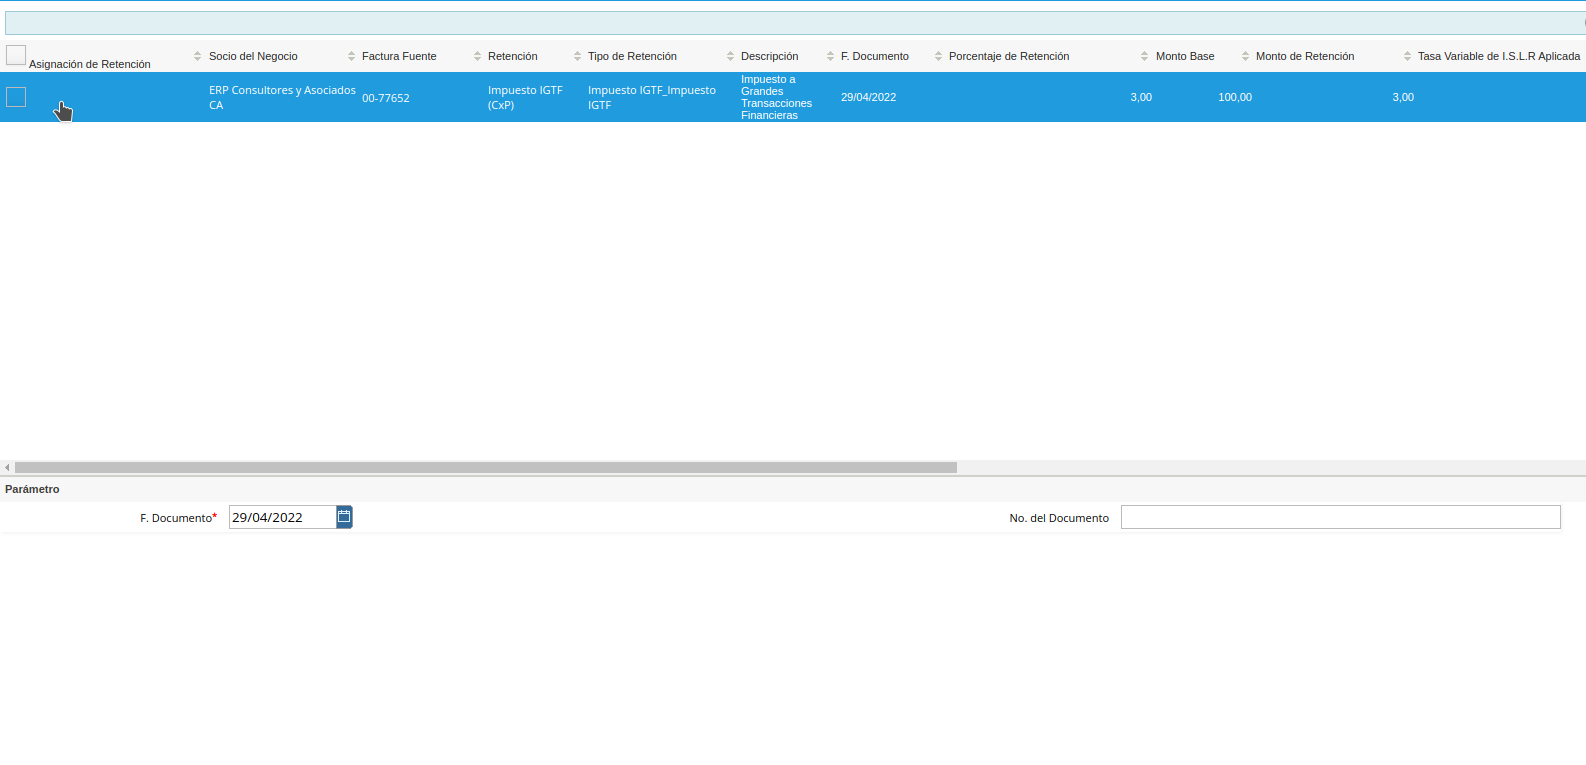 Asignación de Retención Socio del Negocio Factura Fuente Retención Tipo de Retención Descripción F. Documento Porcentaje de Retención Monto Base Monto de Retención Tasa Variable de I.S.L.R Aplicada
ERP Consultores y Asociados CA 00-77652 Impuesto IGTF (CxP) Impuesto IGTF_Impuesto IGTF Impuesto a Grandes Transacciones Financieras 29/04/2022 3,00 100,00 3,00
Parámetro
F. Documento* 29/04/2022 No. del Documento